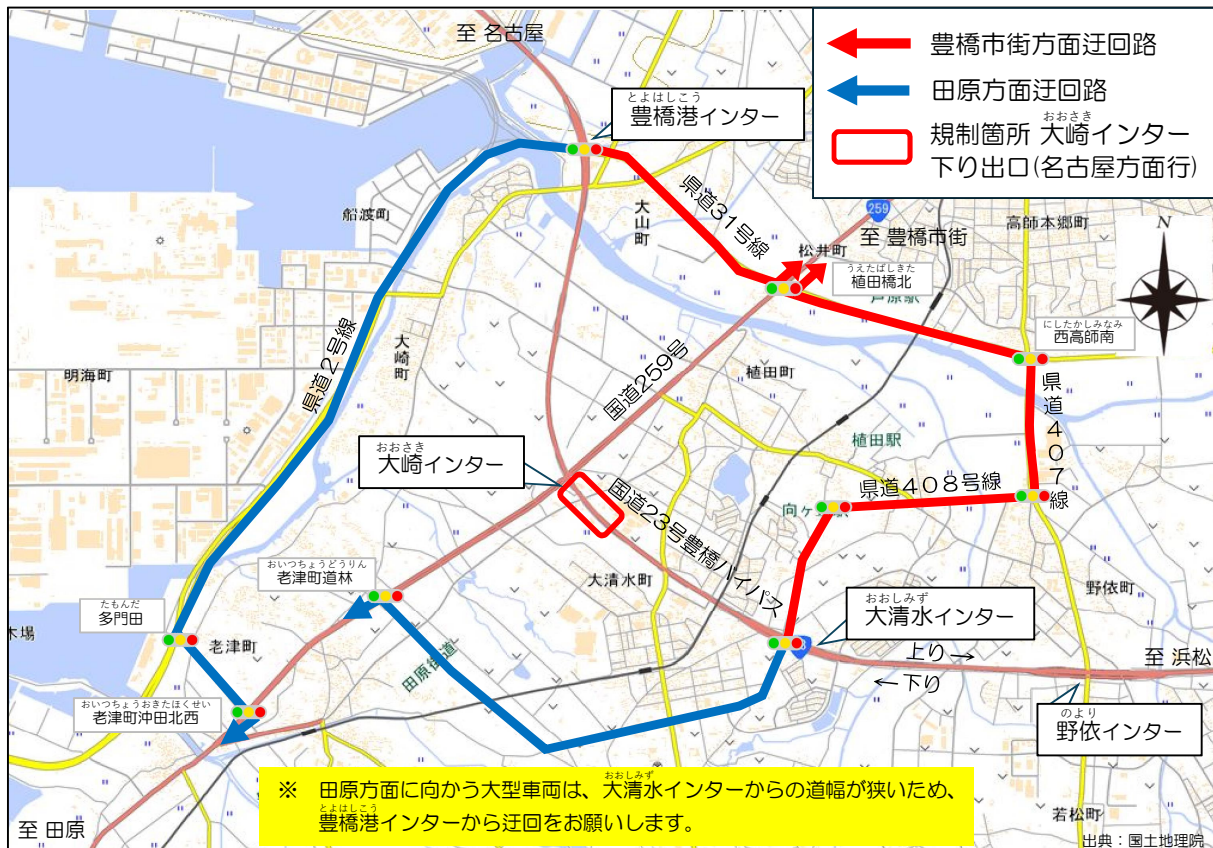 至 名古屋
豊橋市街方面迂回路
田原方面迂回路
おおさき
規制箇所 大崎インター
下り出口(名古屋方面行)
とよはしこう
豊橋港インター
県道31号線
大山町
船渡町
259
至 豊橋市街
松井町
高師本郷町
N
うえたばしきた
植田橋北
芦原駅
にしたかしみなみ
西高師南
県道407線
県道2号線
大崎町
明海町
国道259号
植田町
植田駅
おおさき
大崎インター
国道23号豊橋バイパス
県道408号線
向ヶ
おいつちょうどうりん
老津町道林
大清水町
おおしみず
大清水インター
野依町
たもんだ
多門田
老津町
木場
田原街道
上り→
←下り
至 浜松
おいつちょうおきたほくせい
老津町沖田北西
のより
野依インター
おおしみず
※ 田原方面に向かう大型車両は、大清水インターからの道幅が狭いため、
とよはしこう
豊橋港インターから迂回をお願いします。
至 田原
若松町
出典：国土地理院